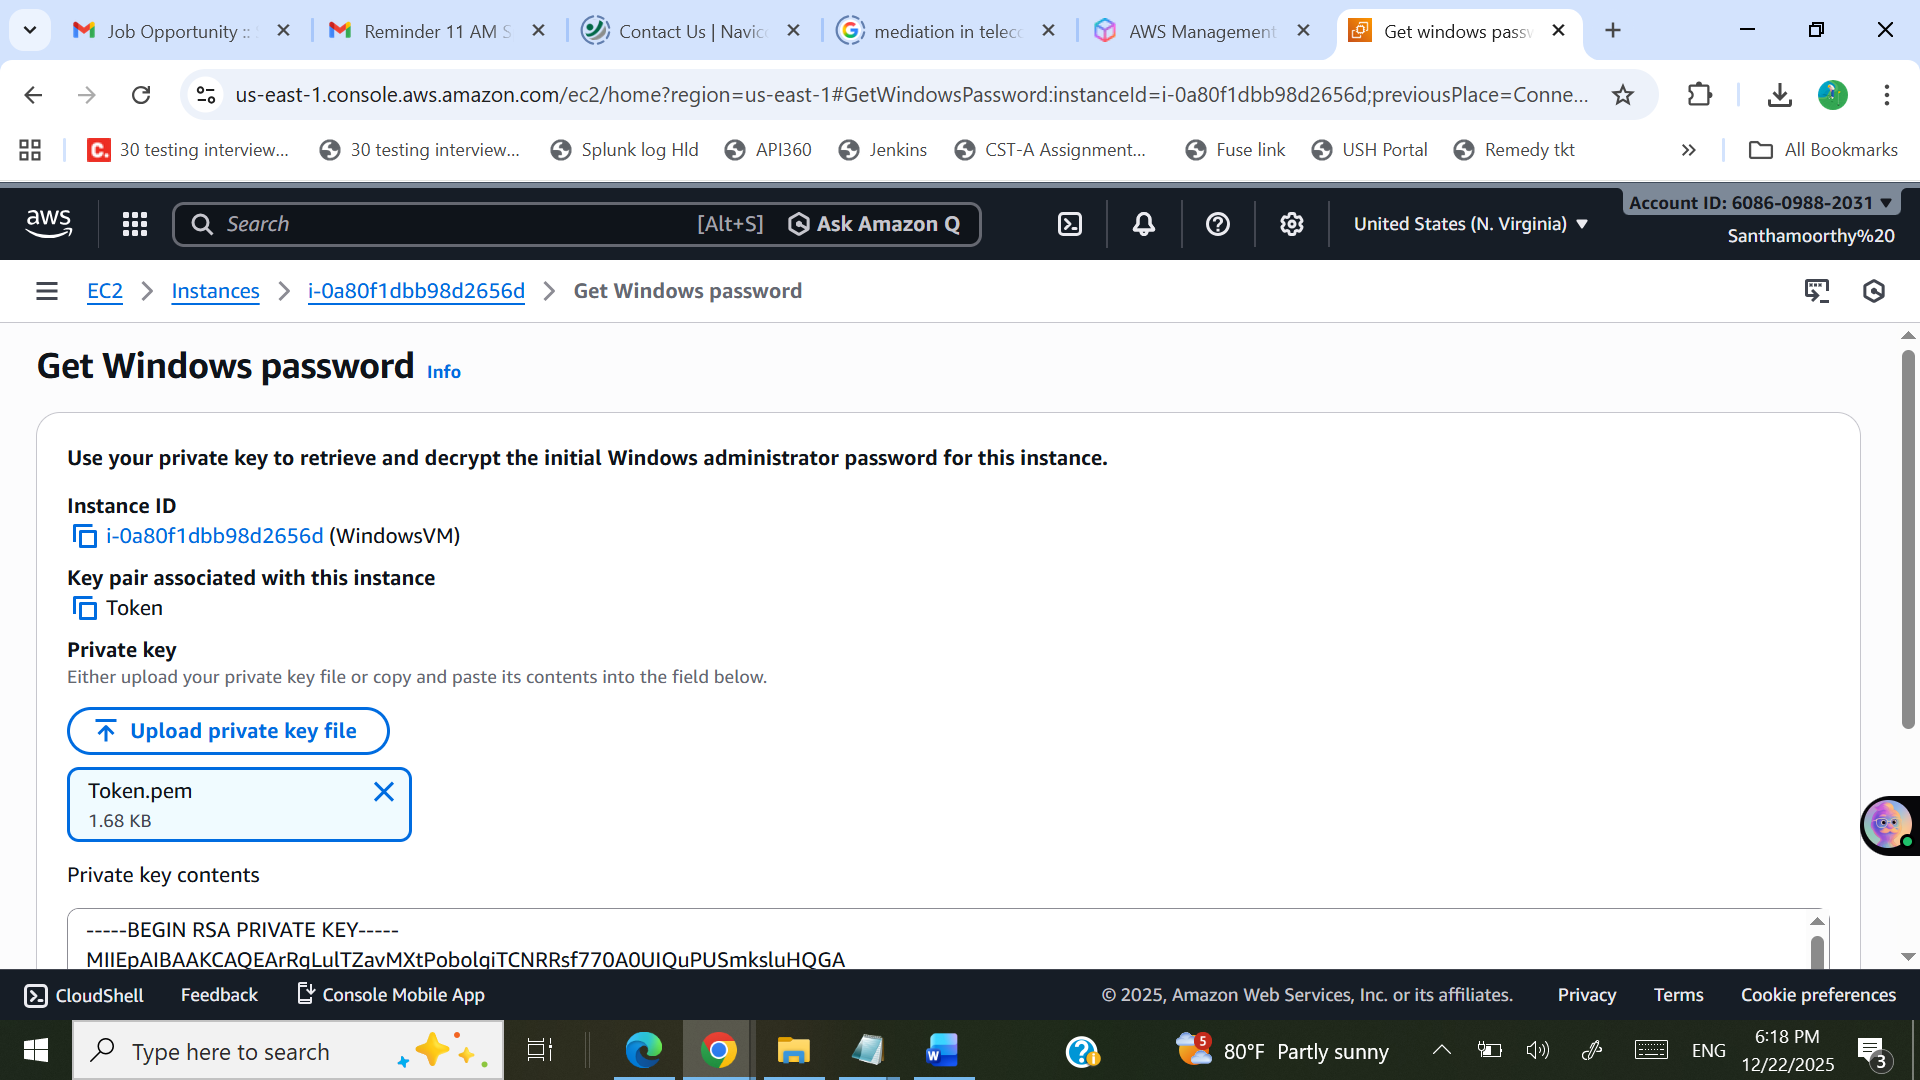 Job Opportunity :: S
Reminder 11 AM S
Contact Us | Navic
mediation in telecc
AWS Management
Get windows passw
us-east-1.console.aws.amazon.com/ec2/home?region=us-east-1#GetWindowsPassword:instanceId=i-0a80f1dbb98d2656d;previousPlace=Conne...
30 testing interview...
30 testing interview...
Splunk log Hld
API360
Jenkins
CST-A Assignment...
Fuse link
USH Portal
Remedy tkt
All Bookmarks
aws
Search
[Alt+S]
Ask Amazon Q
United States (N. Virginia)
Account ID: 6086-0988-2031
Santhamoorthy%20
EC2
Instances
i-0a80f1dbb98d2656d
Get Windows password
Get Windows password Info
Use your private key to retrieve and decrypt the initial Windows administrator password for this instance.
Instance ID
i-0a80f1dbb98d2656d (WindowsVM)
Key pair associated with this instance
Token
Private key
Either upload your private key file or copy and paste its contents into the field below.
Upload private key file
Token.pem
1.68 KB
Private key contents
-----BEGIN RSA PRIVATE KEY-----
MIIEpAIBAAKCAQEArRqLulTZavMXtPobolqiTCNRRsf770A0UIQuPUSmksluHQGA
CloudShell
Feedback
Console Mobile App
© 2025, Amazon Web Services, Inc. or its affiliates.
Privacy
Terms
Cookie preferences
Type here to search
5
80°F Partly sunny
ENG
6:18 PM
12/22/2025
3